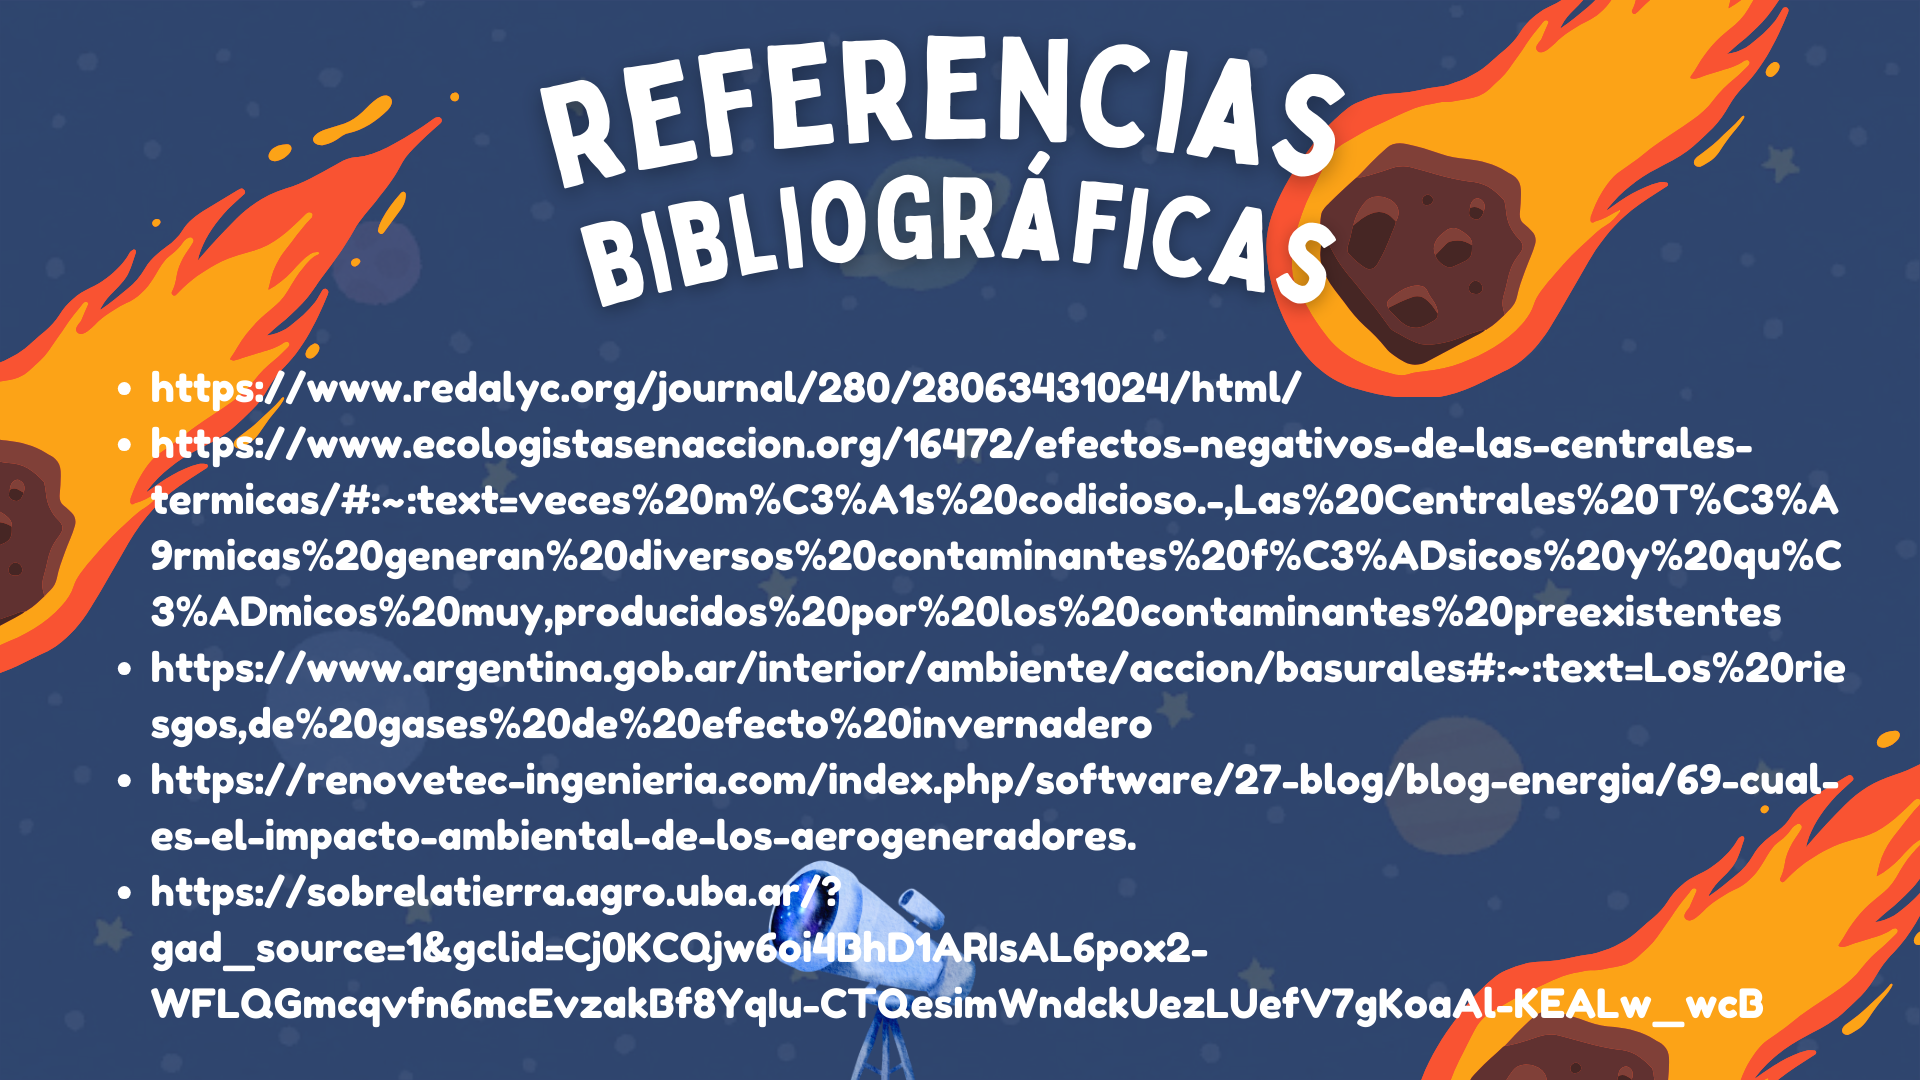 REFERENCIAS
BIBLIOGRÁFICAS
• https://www.redalyc.org/journal/280/28063431024/html/
• https://www.ecologistasenaccion.org/16472/efectos-negativos-de-las-centrales-
termicas/#:~:text=veces%20m%C3%A1s%20codicioso.-,Las%20Centrales%20T%C3%A
9rmicas%20generan%20diversos%20contaminantes%20f%C3%ADsicos%20y%20qu%C
3%ADmicos%20muy,producidos%20por%20los%20contaminantes%20preexistentes
• https://www.argentina.gob.ar/interior/ambiente/accion/basurales#:~:text=Los%20rie
sgos,de%20gases%20de%20efecto%20invernadero
• https://renovetec-ingenieria.com/index.php/software/27-blog/blog-energia/69-cual-
es-el-impacto-ambiental-de-los-aerogeneradores.
• https://sobrelatierra.agro.uba.ar/?
gad_source=1&gclid=Cj0KCQjw6oi4BhD1ARIsAL6pox2-
WFLQGmcqvfn6mcEvzakBf8YqIu-CTQesimWndckUezLUefV7gKoaAl-KEALw_wcB